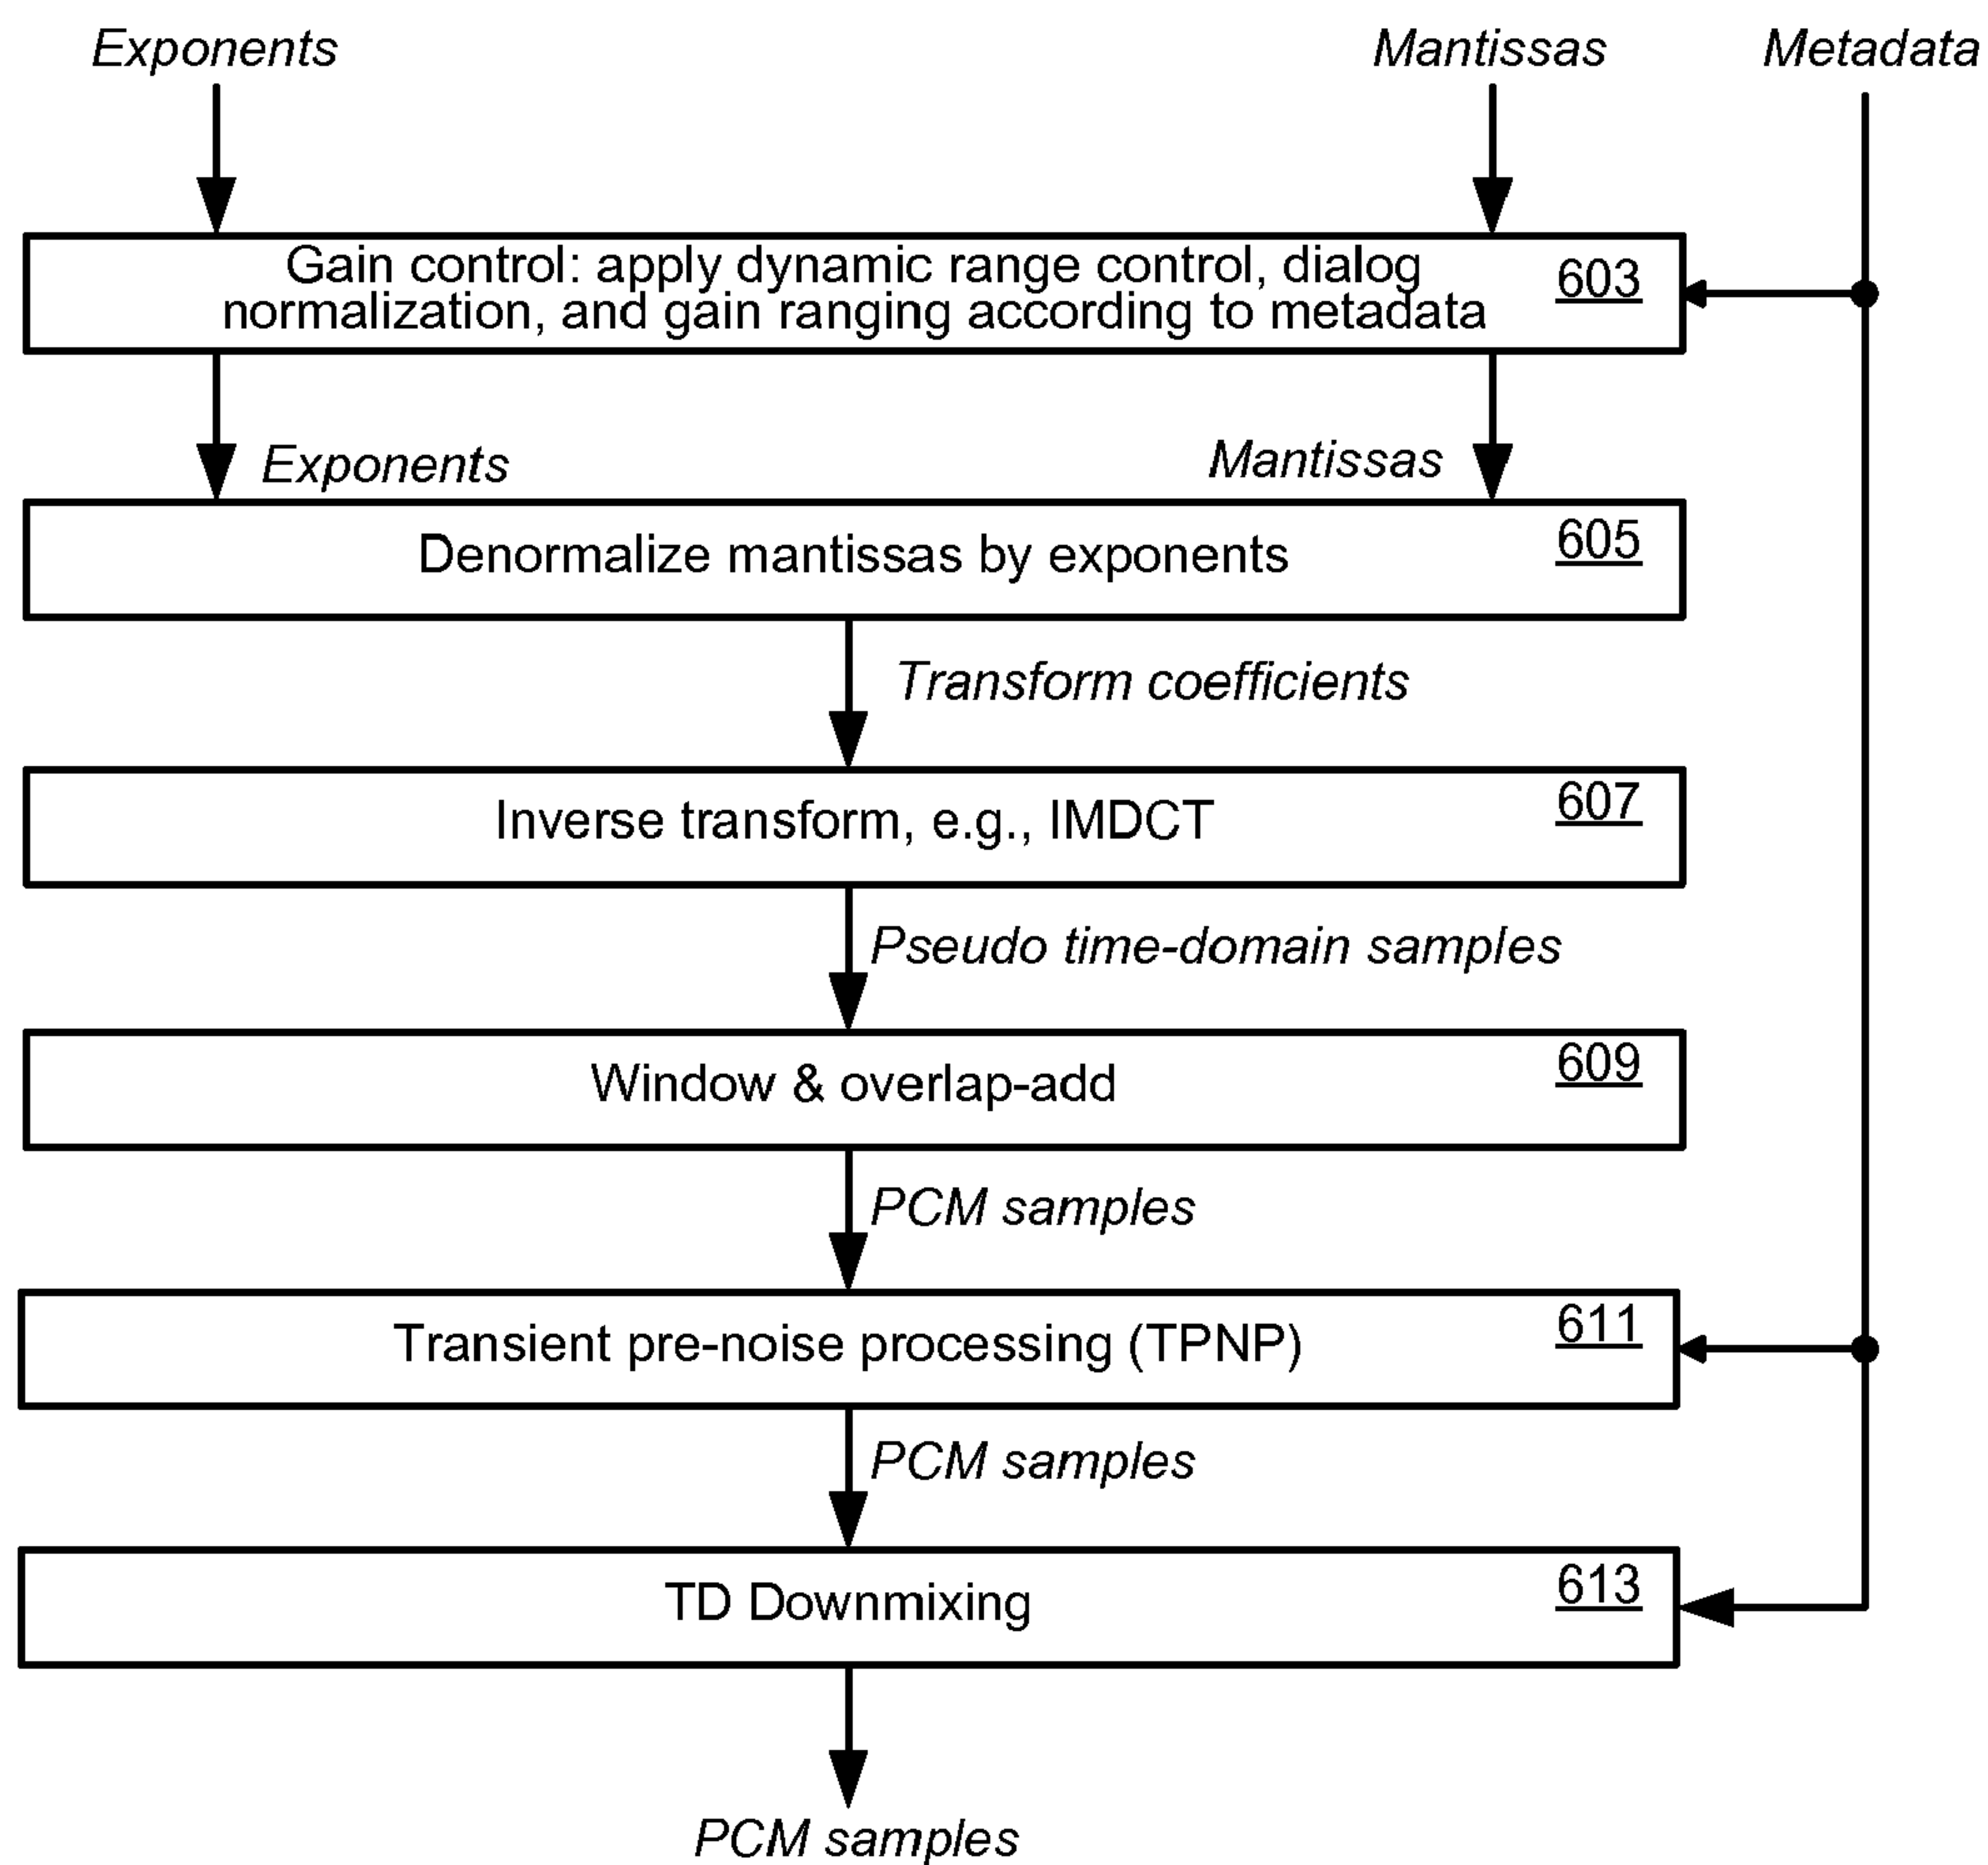 Exponents Mantissas Metadata
Gain control: apply dynamic range control, dialog 603
normalization, and gain ranging according to metadata
Exponents Mantissas
Denormalize mantissas by exponents 605
Transform coefficients
Inverse transform, e.g., IMDCT 607
Pseudo time-domain samples
Window & overlap-add 609
PCM samples
Transient pre-noise processing (TPNP) 611
PCM samples
TD Downmixing 613
PCM samples